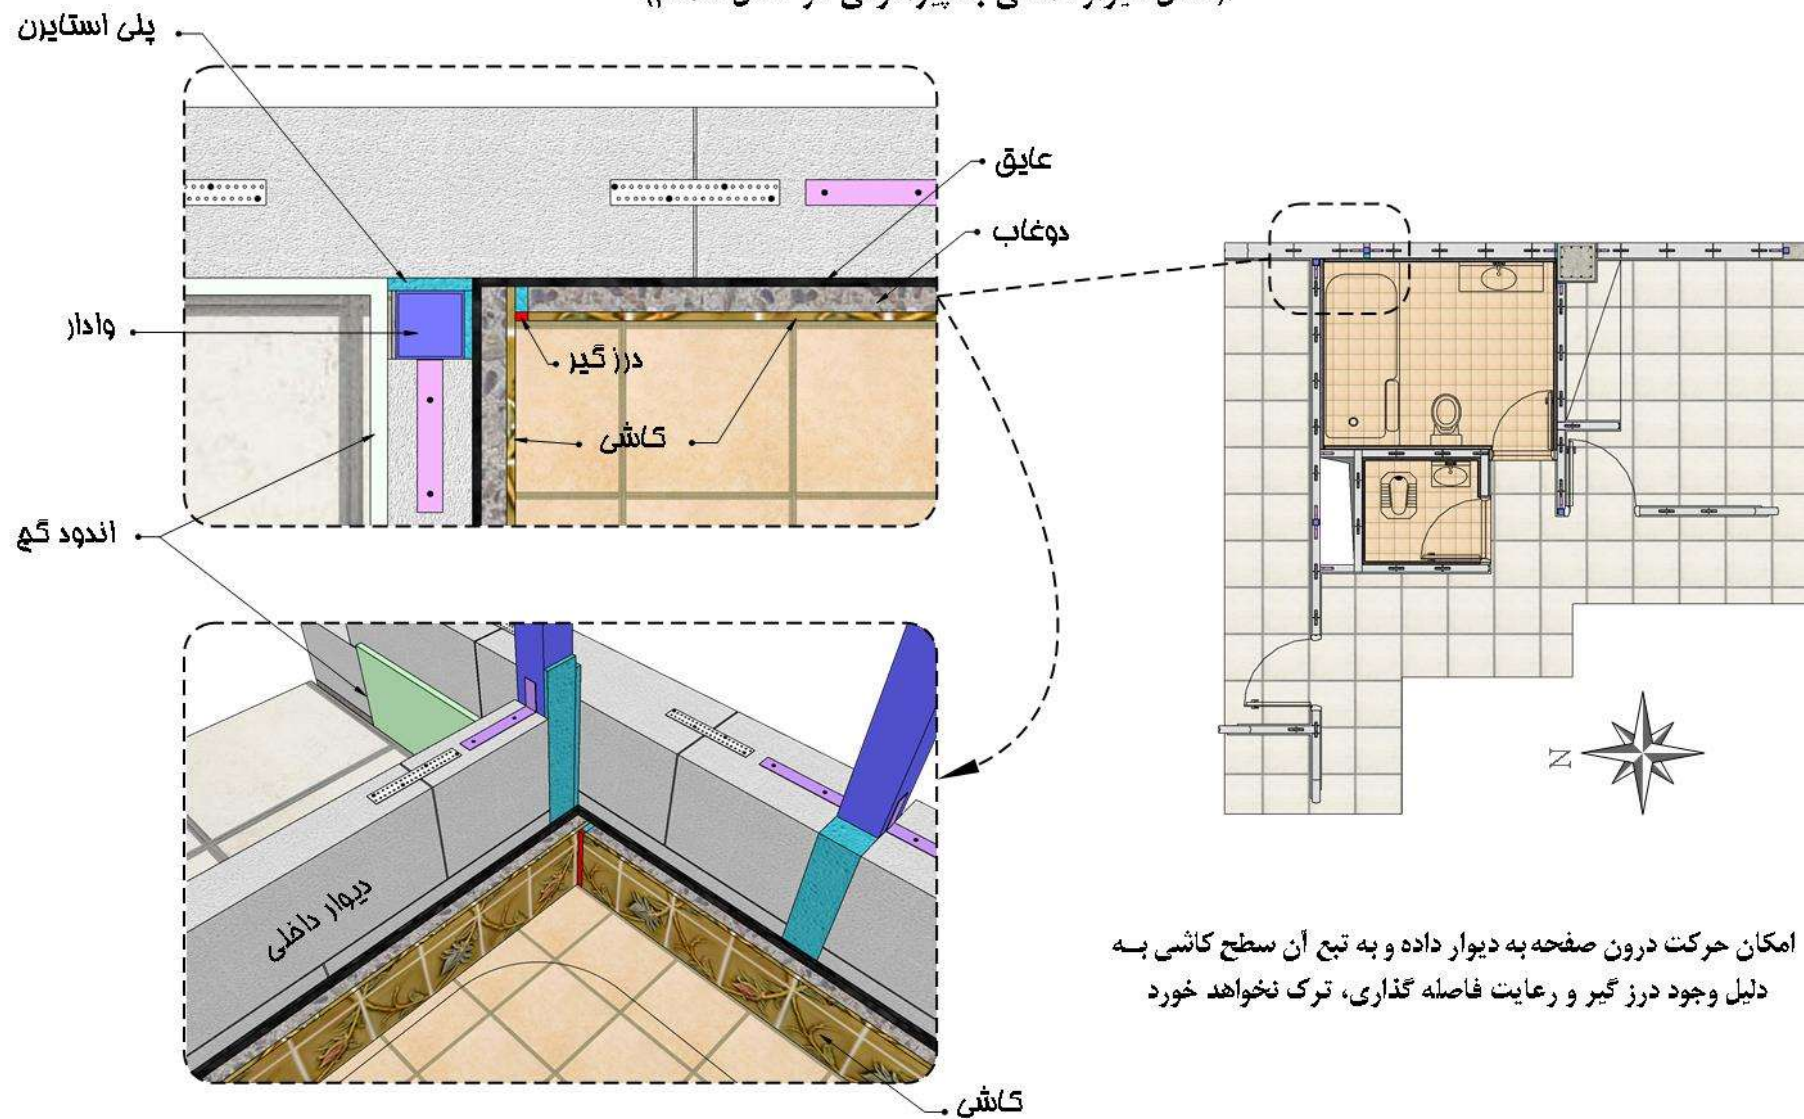 پلی استایرن
عایق
دوغاب
وادار
درز گیر
کاشی
اندود گچ
دیوار داخلی
کاشی
N
امکان حرکت درون صفحه به دیوار داده و به تبع آن سطح کاشی بـه
دلیل وجود درز گیر و رعایت فاصله گذاری، ترک نخواهد خورد